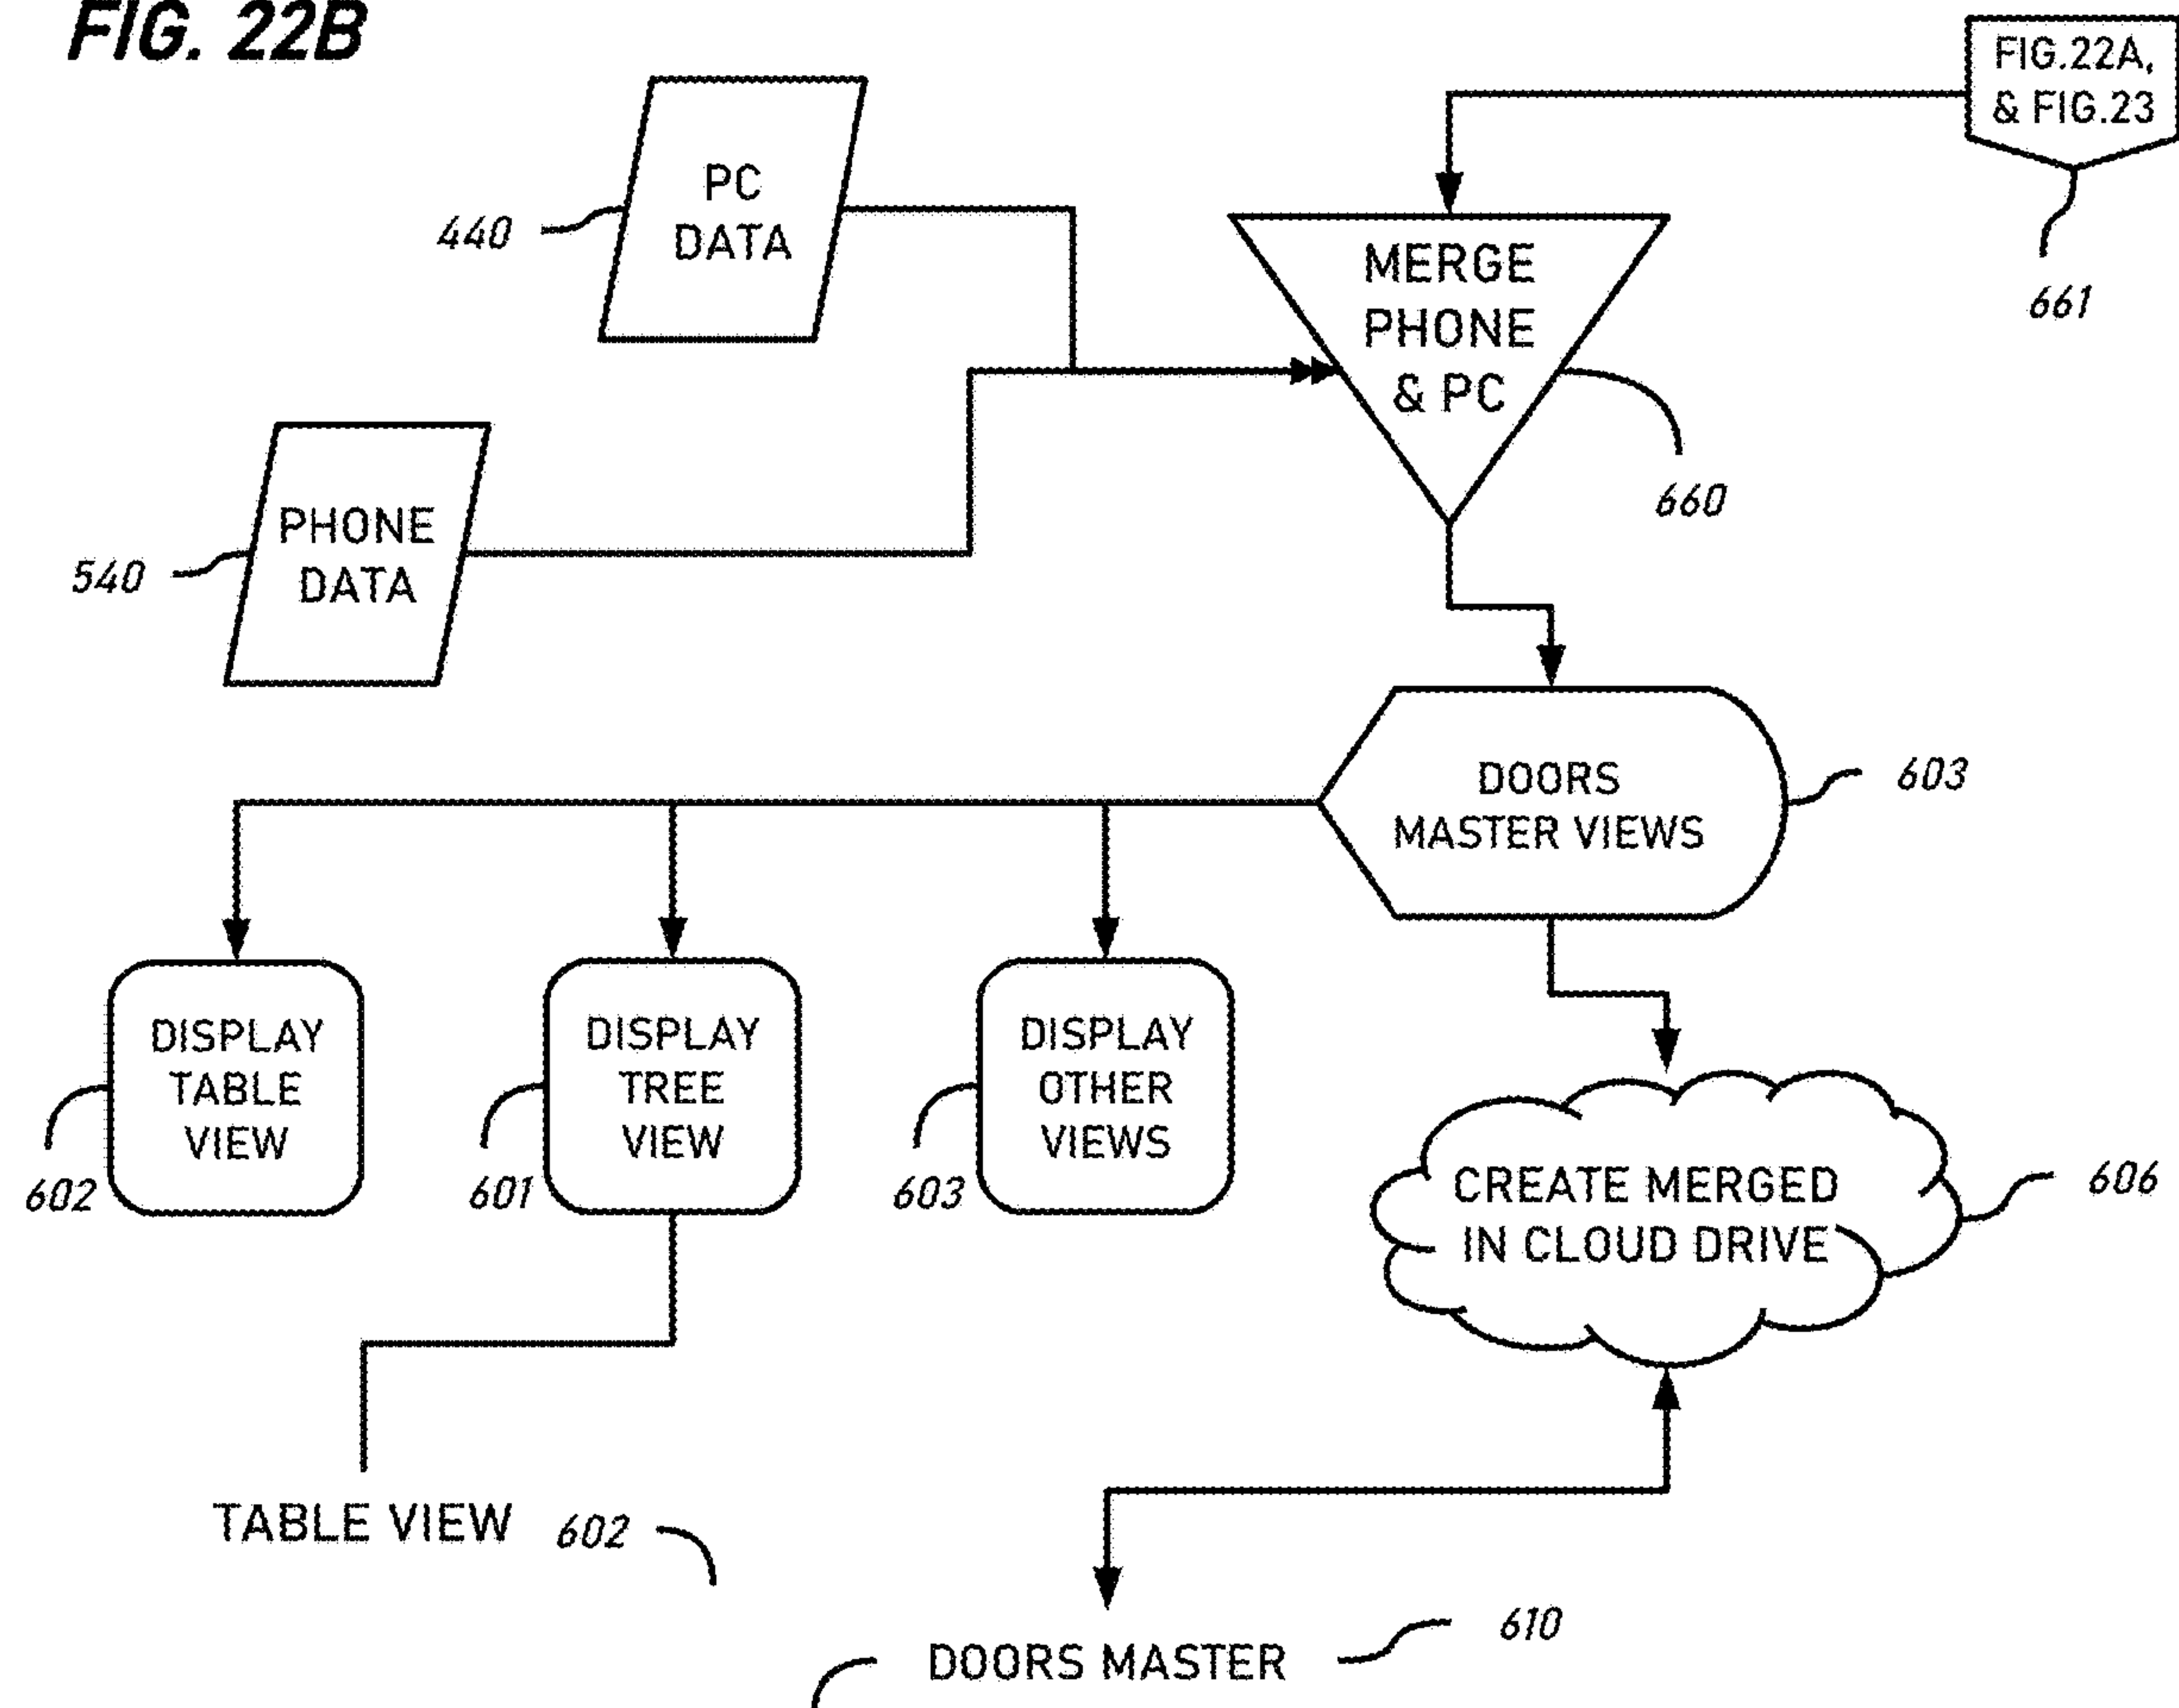 FIG. 22B
FIG.22A,
& FIG.23
661
PC
DATA
440
MERGE
PHONE
& PC
660
PHONE
DATA
540
DOORS
MASTER VIEWS
603
DISPLAY
TABLE
VIEW
602
DISPLAY
TREE
VIEW
601
DISPLAY
OTHER
VIEWS
603
CREATE MERGED
IN CLOUD DRIVE
606
TABLE VIEW 602
DOORS MASTER 610